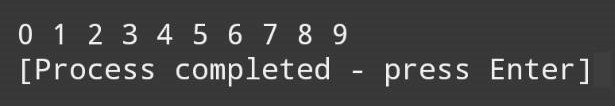 0 1 2 3 4 5 6 7 8 9
[Process completed - press Enter]